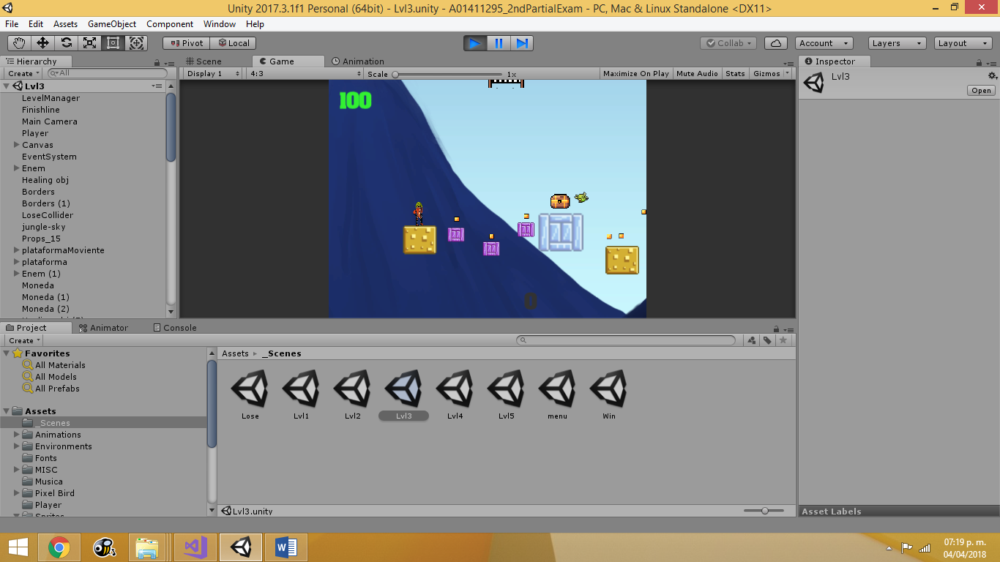 Unity 2017.3.1f1 Personal (64bit) - Lvl3.unity - A01411295_2ndPartialExam - PC, Mac & Linux Standalone <DX11>
File Edit Assets GameObject Component Window Help
Pivot Local Collab Account Layers Layout
Hierarchy
Create All
Lvl3
LevelManager
Finishline
Main Camera
Player
Canvas
EventSystem
Enem
Healing obj
Borders
Borders (1)
LoseCollider
jungle-sky
Props_15
plataformaMoviente
plataforma
Enem (1)
Moneda
Moneda (1)
Moneda (2)
Scene Game Animation
Display 1 4:3 Scale 1x Maximize On Play Mute Audio Stats Gizmos
100
0
Inspector
Lvl3
Open
Project Animator Console
Create
Favorites
All Materials
All Models
All Prefabs
Assets
_Scenes
Animations
Environments
Fonts
MISC
Musica
Pixel Bird
Player
Sprites
Assets _Scenes
Lose Lvl1 Lvl2 Lvl3 Lvl4 Lvl5 menu Win
Lvl3.unity
Asset Labels
07:19 p. m.
04/04/2018